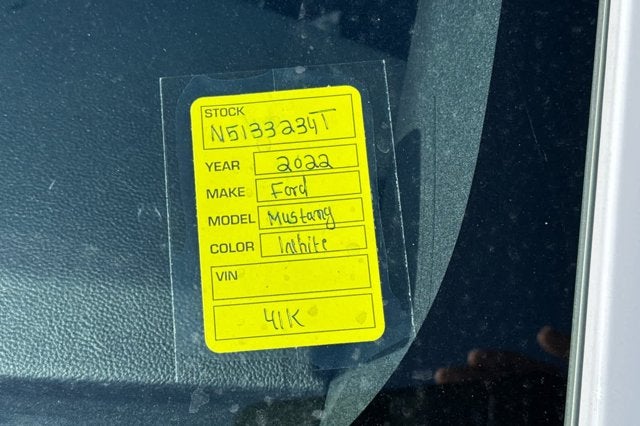 STOCK
N5133234T
YEAR 2022
MAKE Ford
MODEL Mustang
COLOR White
VIN
41K